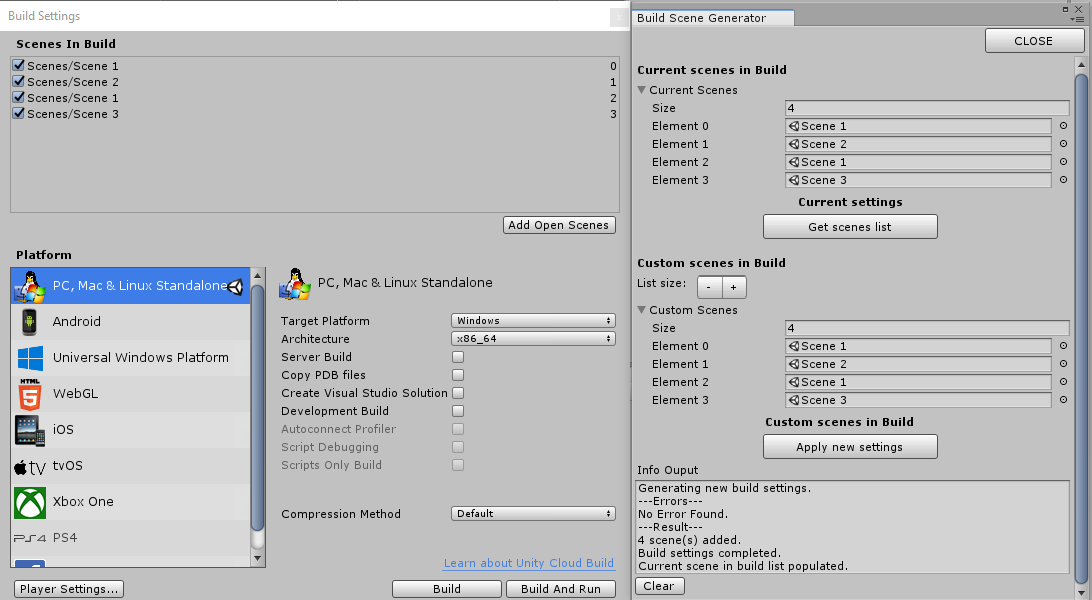 Build Settings
Scenes In Build
Scenes/Scene 1 0
Scenes/Scene 2 1
Scenes/Scene 1 2
Scenes/Scene 3 3
Add Open Scenes
Platform
PC, Mac & Linux Standalone
Android
Universal Windows Platform
HTML
WebGL
iOS
tv tvOS
Xbox One
PS4 PS4
PC, Mac & Linux Standalone
Target Platform Windows
Architecture x86_64
Server Build
Copy PDB files
Create Visual Studio Solution
Development Build
Autoconnect Profiler
Script Debugging
Scripts Only Build
Compression Method Default
Learn about Unity Cloud Build
Player Settings...
Build
Build And Run
Build Scene Generator
CLOSE
Current scenes in Build
Current Scenes
Size 4
Element 0 Scene 1
Element 1 Scene 2
Element 2 Scene 1
Element 3 Scene 3
Current settings
Get scenes list
Custom scenes in Build
List size: - +
Custom Scenes
Size 4
Element 0 Scene 1
Element 1 Scene 2
Element 2 Scene 1
Element 3 Scene 3
Custom scenes in Build
Apply new settings
Info Ouput
Generating new build settings.
---Errors---
No Error Found.
---Result---
4 scene(s) added.
Build settings completed.
Current scene in build list populated.
Clear